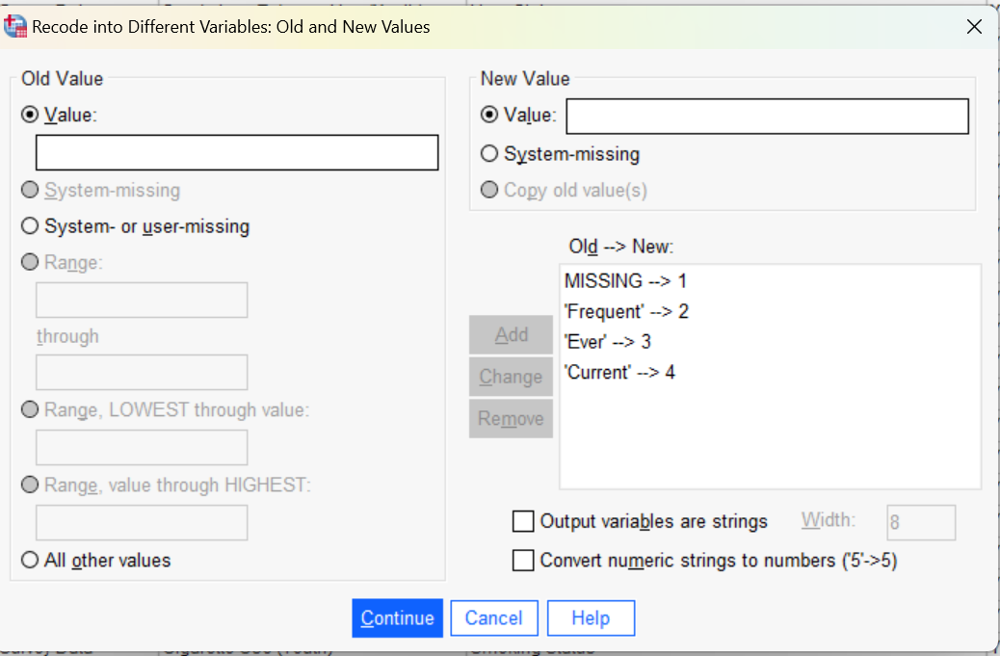 Recode into Different Variables: Old and New Values
Old Value
Value:
System-missing
System- or user-missing
Range:
through
Range, LOWEST through value:
Range, value through HIGHEST:
All other values
New Value
Value:
System-missing
Copy old value(s)
Old --> New:
MISSING --> 1
'Frequent' --> 2
'Ever' --> 3
'Current' --> 4
Add
Change
Remove
Output variables are strings
Width:
8
Convert numeric strings to numbers ('5'->5)
Continue
Cancel
Help